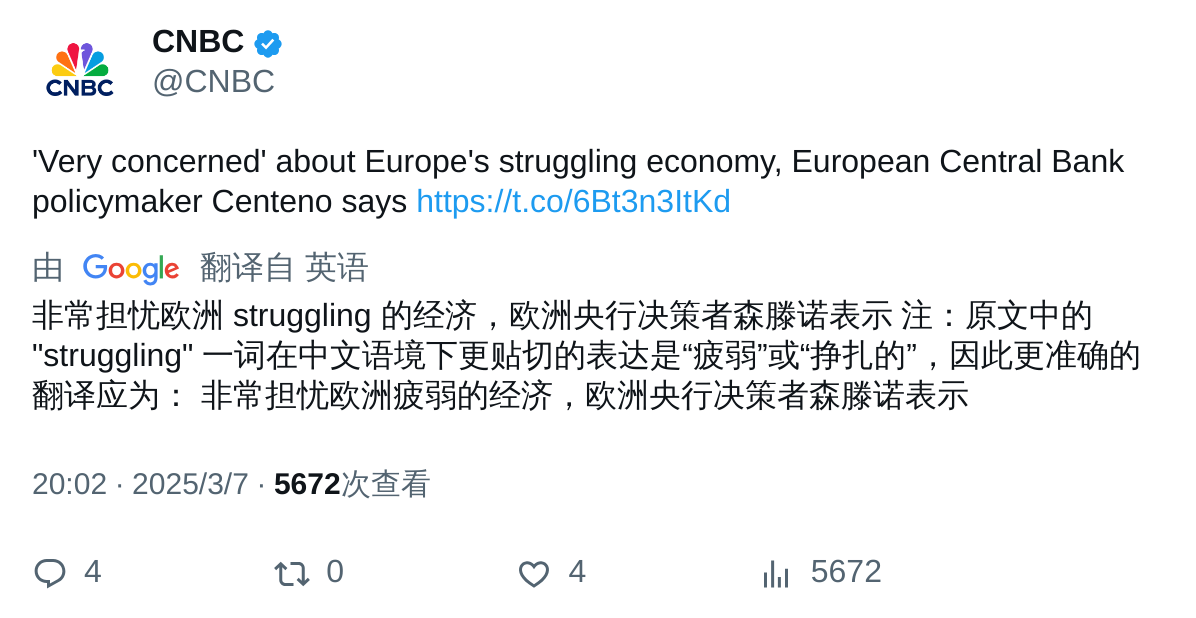 CNBC
CNBC
@CNBC
'Very concerned' about Europe's struggling economy, European Central Bank
policymaker Centeno says https://t.co/6Bt3n3ItKd
由 Google 翻译自 英语
非常担忧欧洲 struggling 的经济，欧洲央行决策者森滕诺表示 注：原文中的
"struggling" 一词在中文语境下更贴切的表达是“疲弱”或“挣扎的”，因此更准确的
翻译应为： 非常担忧欧洲疲弱的经济，欧洲央行决策者森滕诺表示
20:02 · 2025/3/7 · 5672次查看
4 0 4 5672